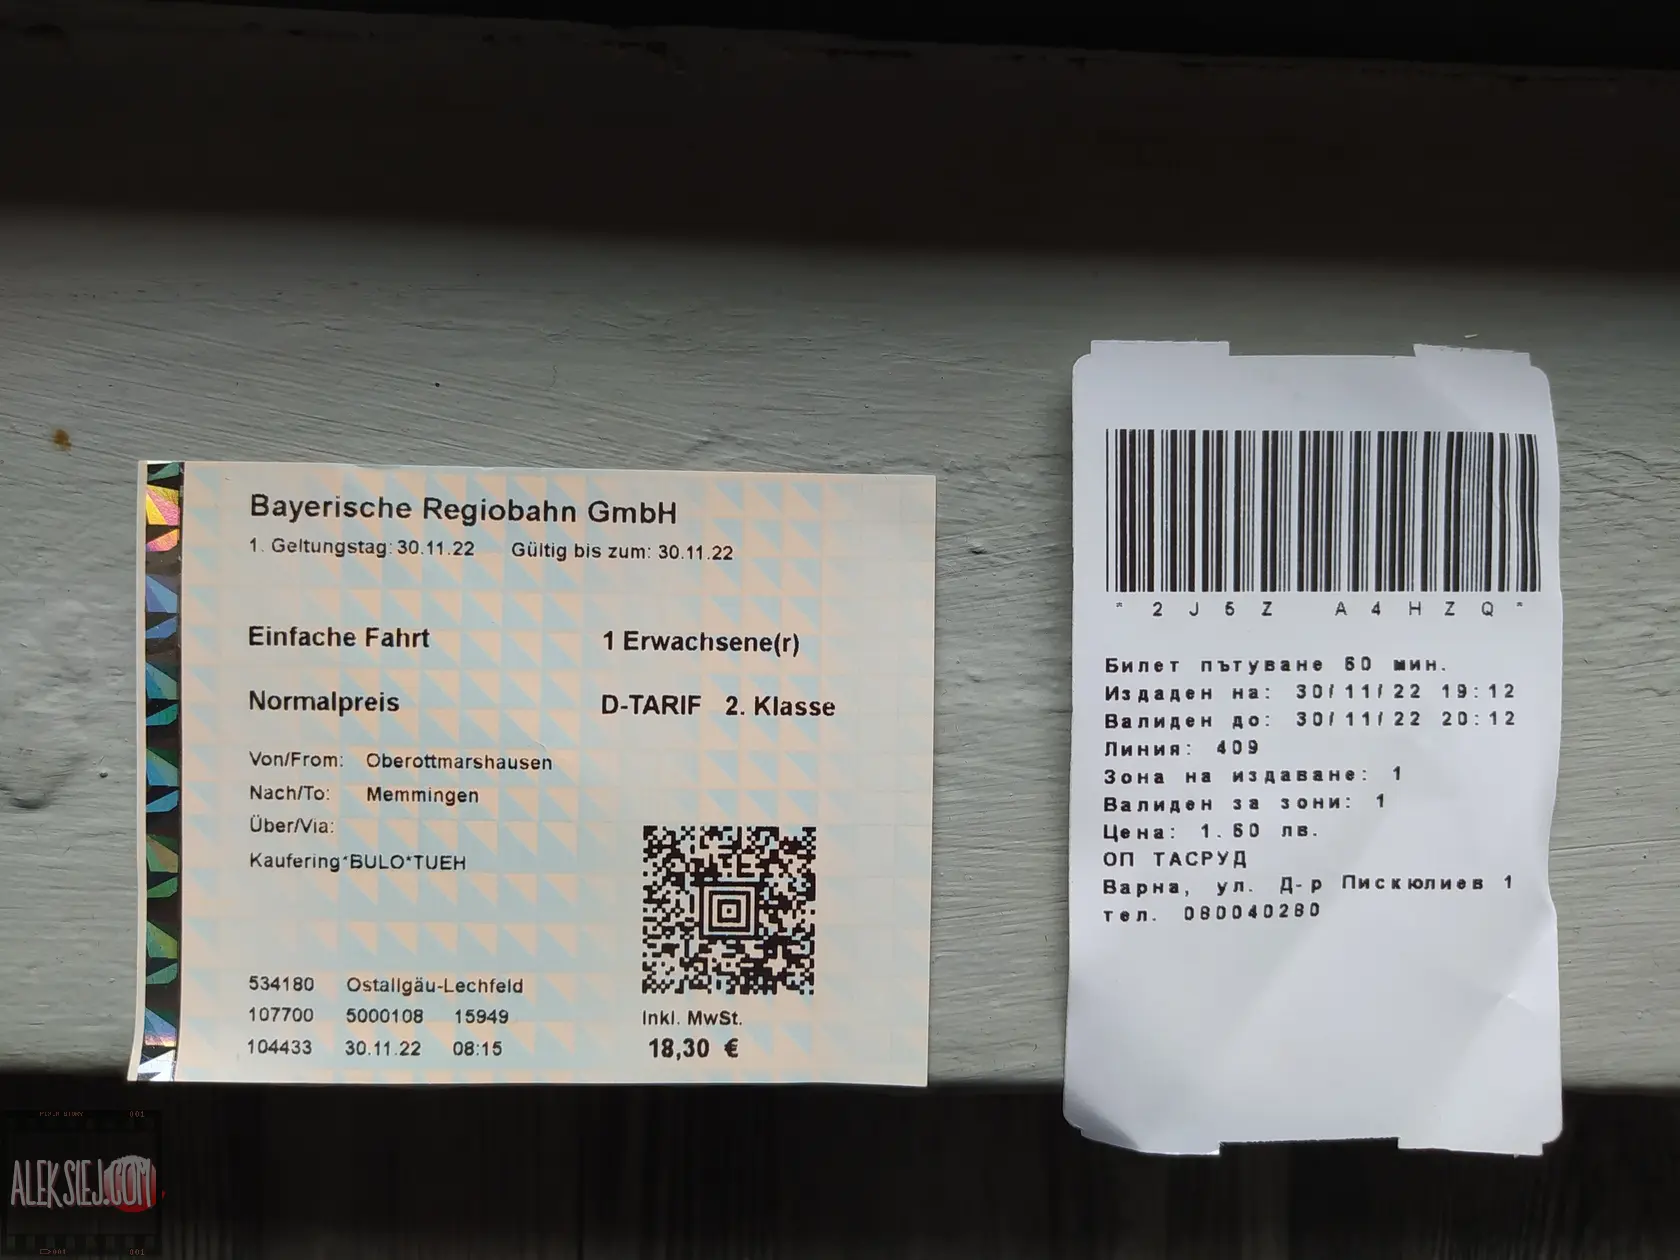 Bayerische Regiobahn GmbH
1. Geltungstag: 30.11.22 Gültig bis zum: 30.11.22
Einfache Fahrt 1 Erwachsene(r)
Normalpreis D-TARIF 2. Klasse
Von/From: Oberottmarshausen
Nach/To: Memmingen
Über/Via:
Kaufering*BULO*TUEH
534180 Ostallgäu-Lechfeld
107700 5000108 15949
104433 30.11.22 08:15
Inkl. MwSt.
18,30 €
* 2 J 5 Z A 4 H Z Q *
Билет пътуване 60 мин.
Издаден на: 30/11/22 19:12
Валиден до: 30/11/22 20:12
Линия: 409
Зона на издаване: 1
Валиден за зони: 1
Цена: 1.60 лв.
ОП ТАСРУД
Варна, ул. Д-р Пискюлиев 1
тел.
ALEKSIEJ.COM